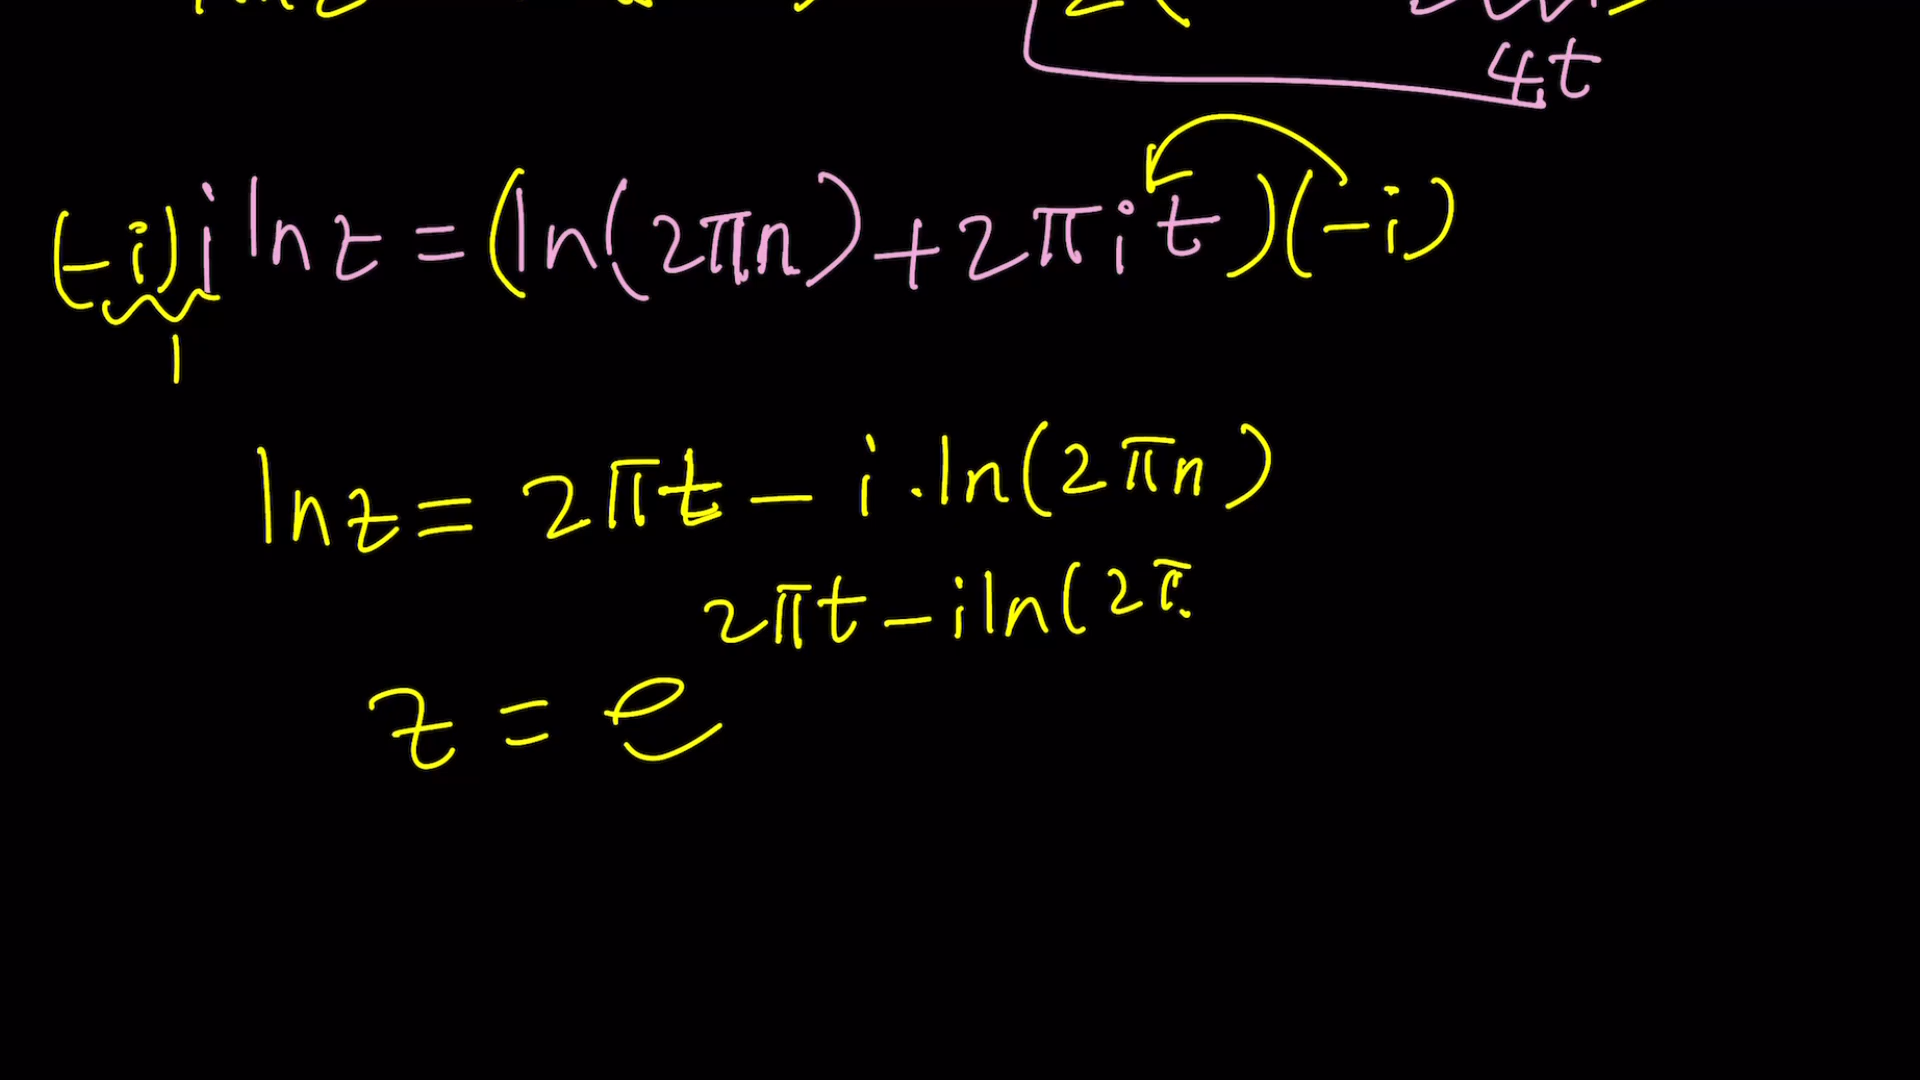 4t
(-i) i ln z = (ln(2πn) + 2πit)(-i)
1
ln z = 2πt - i · ln(2πn)
2πt - i ln(2π
z = e